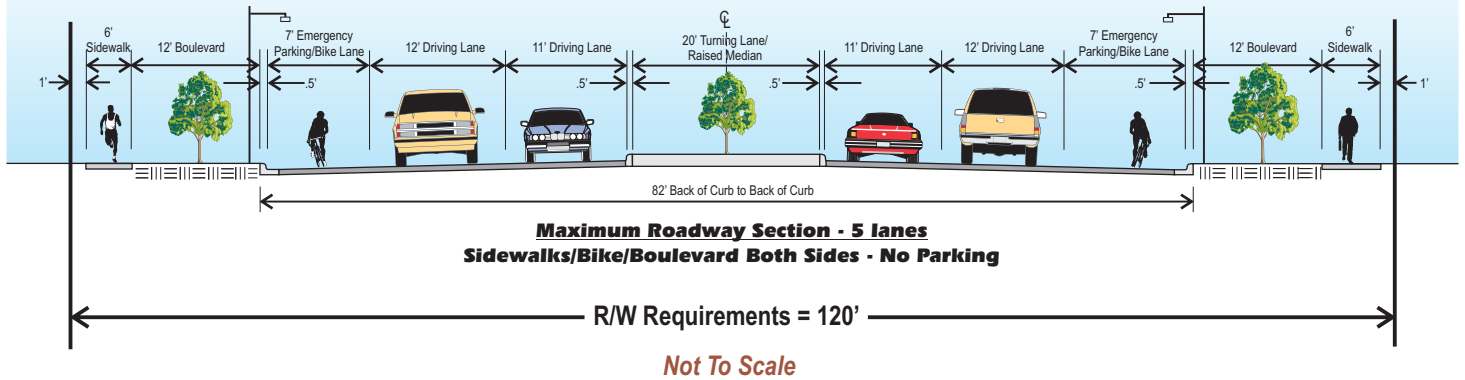 6’
Sidewalk
12’ Boulevard
7’ Emergency
Parking/Bike Lane
12’ Driving Lane
11’ Driving Lane
℄
20’ Turning Lane/
Raised Median
11’ Driving Lane
12’ Driving Lane
7’ Emergency
Parking/Bike Lane
12’ Boulevard
6’
Sidewalk
1’
.5’
.5’
.5’
.5’
1’
82’ Back of Curb to Back of Curb
Maximum Roadway Section - 5 lanes
Sidewalks/Bike/Boulevard Both Sides - No Parking
R/W Requirements = 120’
Not To Scale